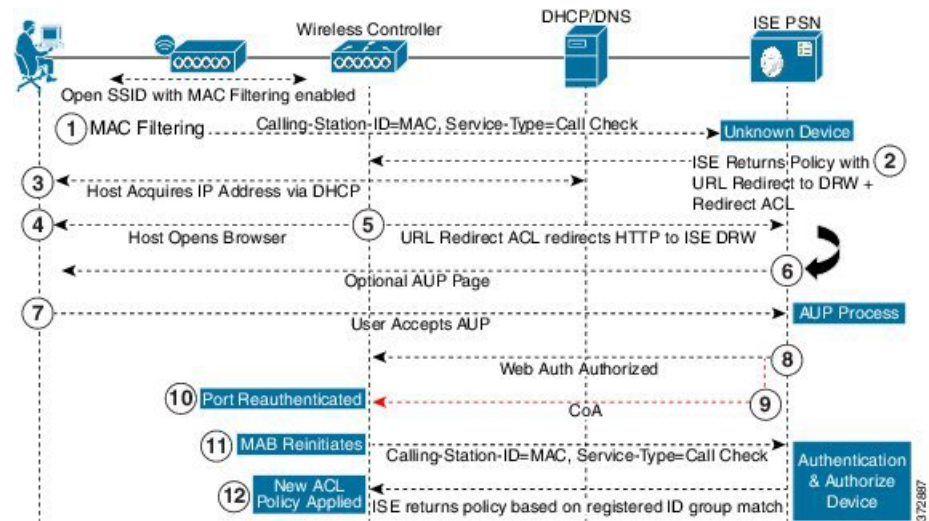 DHCP/DNS
ISE PSN
Wireless Controller
Open SSID with MAC Filtering enabled
1 MAC Filtering
Calling-Station-ID=MAC, Service-Type=Call Check
Unknown Device
ISE Returns Policy with 2
URL Redirect to DRW +
Redirect ACL
3
Host Acquires IP Address via DHCP
4
Host Opens Browser
5
URL Redirect ACL redirects HTTP to ISE DRW
6
Optional AUP Page
7
User Accepts AUP
AUP Process
8
Web Auth Authorized
9
CoA
10 Port Reauthenticated
11 MAB Reinitiates
Calling-Station-ID=MAC, Service-Type=Call Check
Authentication
& Authorize
Device
12 New ACL
Policy Applied
ISE returns policy based on registered ID group match
372887